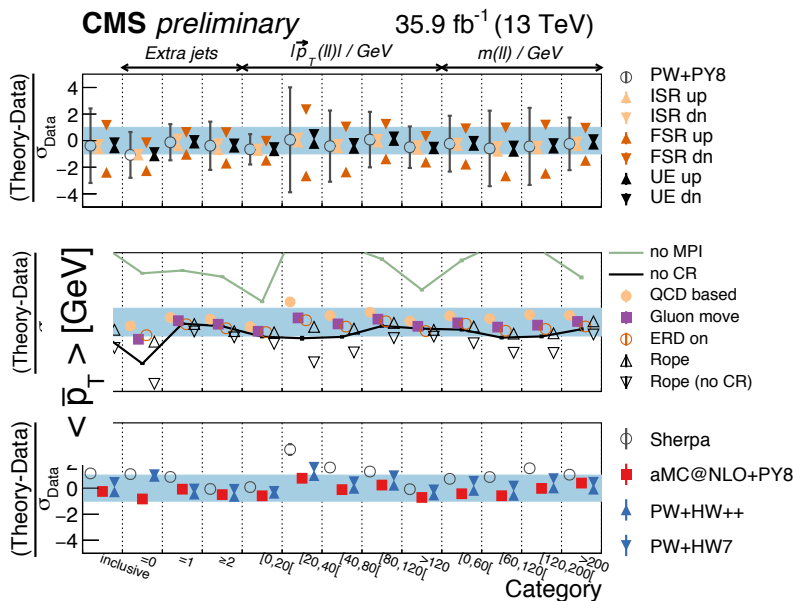 CMS preliminary 35.9 fb⁻¹ (13 TeV)
Extra jets |p⃗_T(ll)| / GeV m(ll) / GeV
(Theory-Data)
σ_Data
4
2
0
−2
−4
PW+PY8
ISR up
ISR dn
FSR up
FSR dn
UE up
UE dn
(Theory-Data)
< p̅_T > [GeV]
no MPI
no CR
QCD based
Gluon move
ERD on
Rope
Rope (no CR)
(Theory-Data)
σ_Data
2
0
−2
−4
Sherpa
aMC@NLO+PY8
PW+HW++
PW+HW7
inclusive =0 =1 ≥2 [0,20[ [20,40[ [40,80[ [80,120[ >120 [0,60[ [60,120[ [120,200[ >200
Category